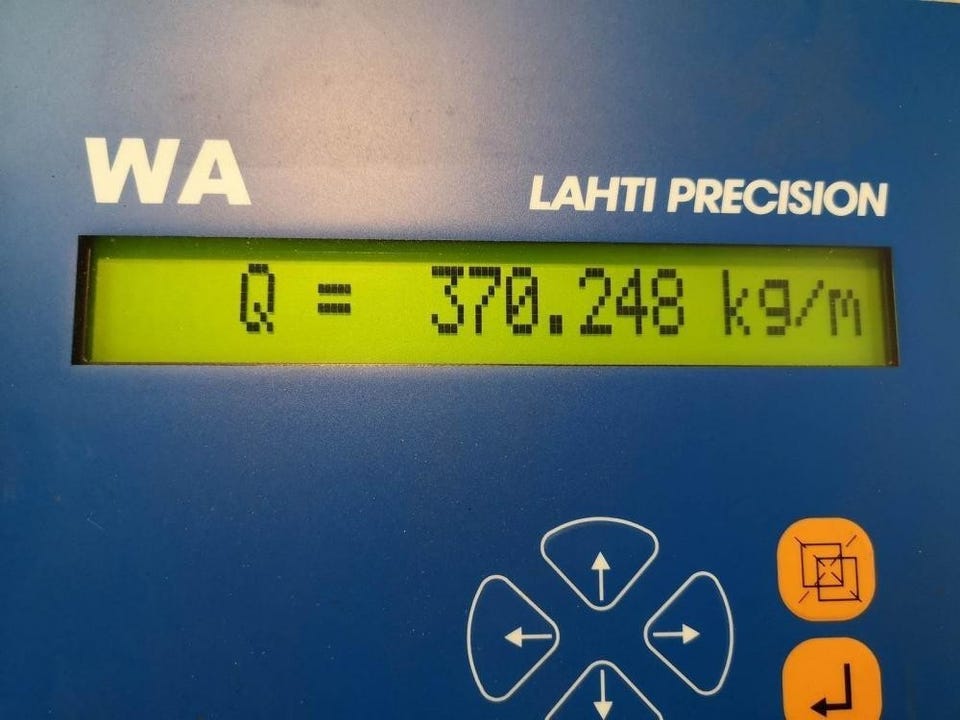 WA
LAHTI PRECISION
Q = 370.248 kg/m